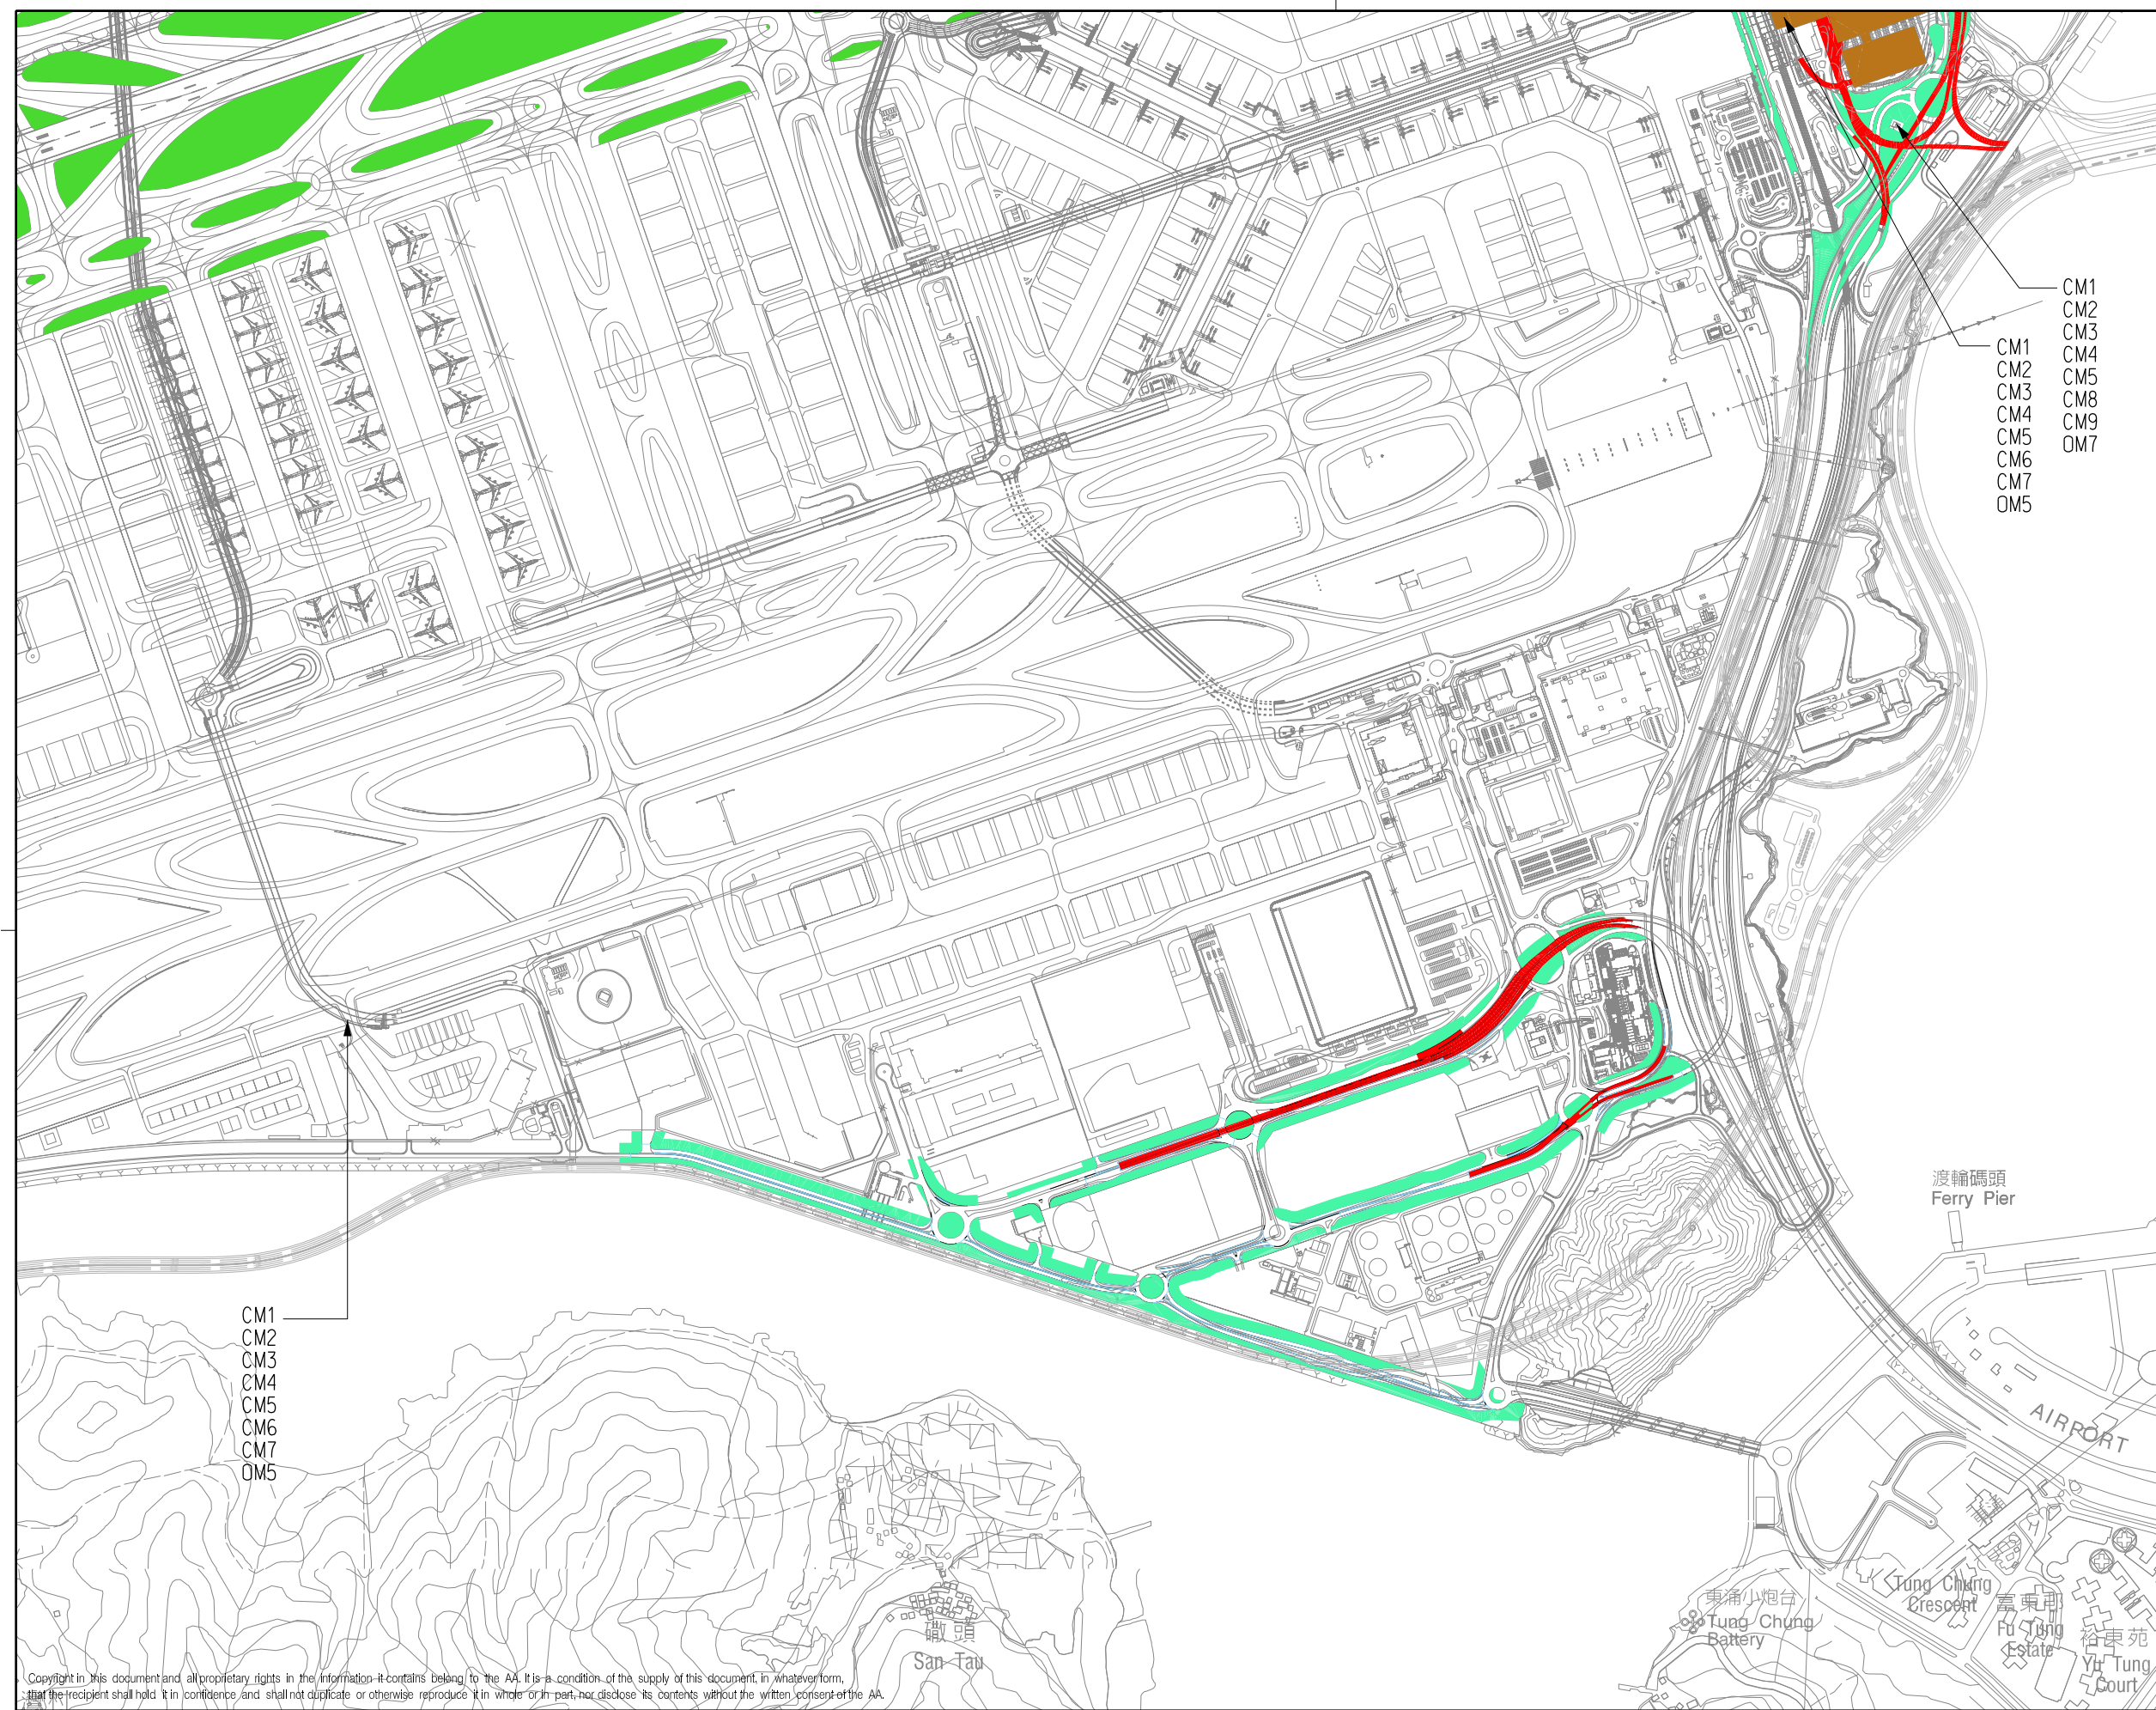 CM1
CM2
CM3
CM4
CM5
CM8
CM9
OM7
CM1
CM2
CM3
CM4
CM5
CM6
CM7
OM5
渡輪碼頭
Ferry Pier
CM1
CM2
CM3
CM4
CM5
CM6
CM7
OM5
AIRPORT
Tung Chung
Crescent
東涌小炮台
Tung Chung
Battery
富東邨
Fu Tung
Estate
裕東苑
Yu Tung
Court
䃟頭
San Tau
Copyright in this document and all proprietary rights in the information it contains belong to the AA. It is a condition of the supply of this document, in whatever form,
that the recipient shall hold it in confidence and shall not duplicate or otherwise reproduce it in whole or in part, nor disclose its contents without the written consent of the AA.